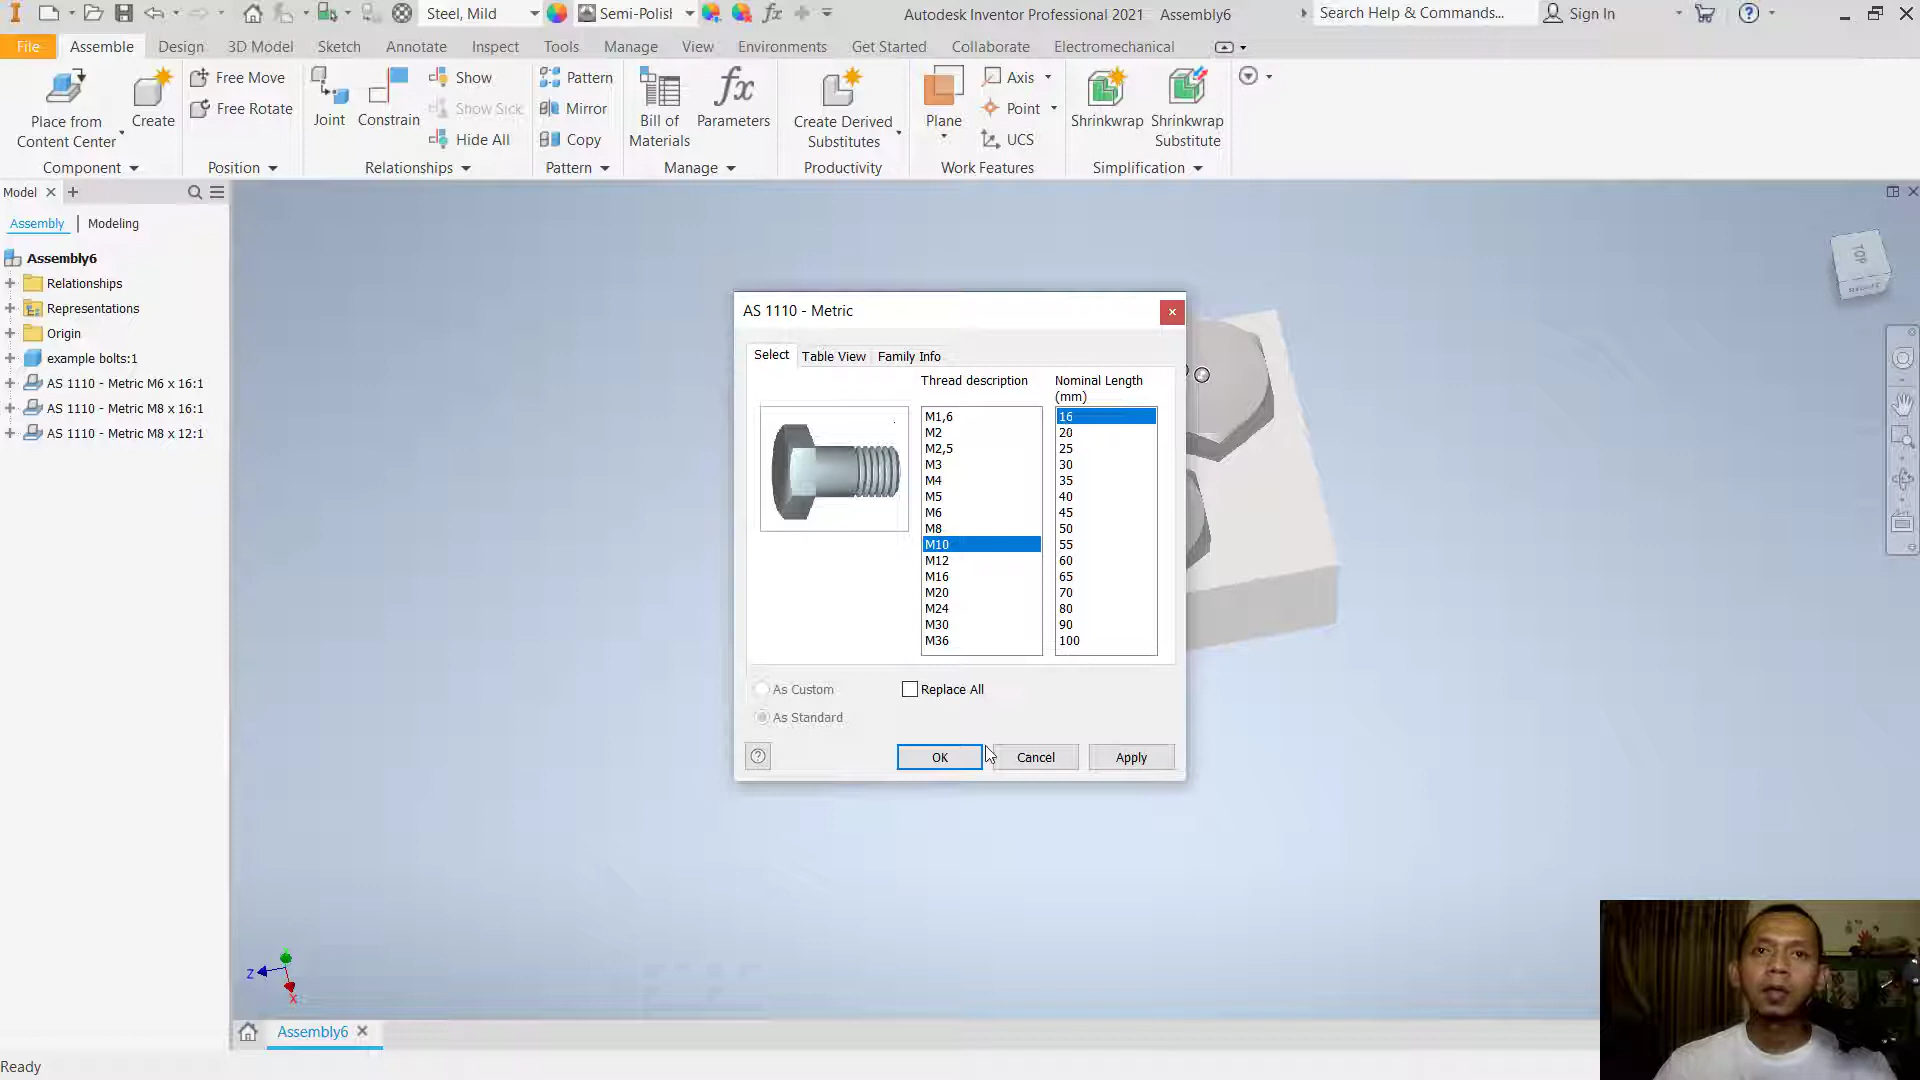 Steel, Mild
Semi-Polish
Autodesk Inventor Professional 2021 Assembly6
Search Help & Commands...
Sign In
File Assemble Design 3D Model Sketch Annotate Inspect Tools Manage View Environments Get Started Collaborate Electromechanical
Place from
Content Center
Create
Free Move
Free Rotate
Joint
Constrain
Show
Show Sick
Hide All
Pattern
Mirror
Copy
Bill of
Materials
Parameters
Create Derived
Substitutes
Plane
Axis
Point
UCS
Shrinkwrap
Shrinkwrap
Substitute
Component Position Relationships Pattern Manage Productivity Work Features Simplification
Model
Assembly Modeling
Assembly6
Relationships
Representations
Origin
example bolts:1
AS 1110 - Metric M6 x 16:1
AS 1110 - Metric M8 x 16:1
AS 1110 - Metric M8 x 12:1
TOP
AS 1110 - Metric
Select Table View Family Info
Thread description
M1,6
M2
M2,5
M3
M4
M5
M6
M8
M10
M12
M16
M20
M24
M30
M36
Nominal Length
(mm)
16
20
25
30
35
40
45
50
55
60
65
70
80
90
100
As Custom
Replace All
As Standard
OK Cancel Apply
Z
X
Assembly6
Ready